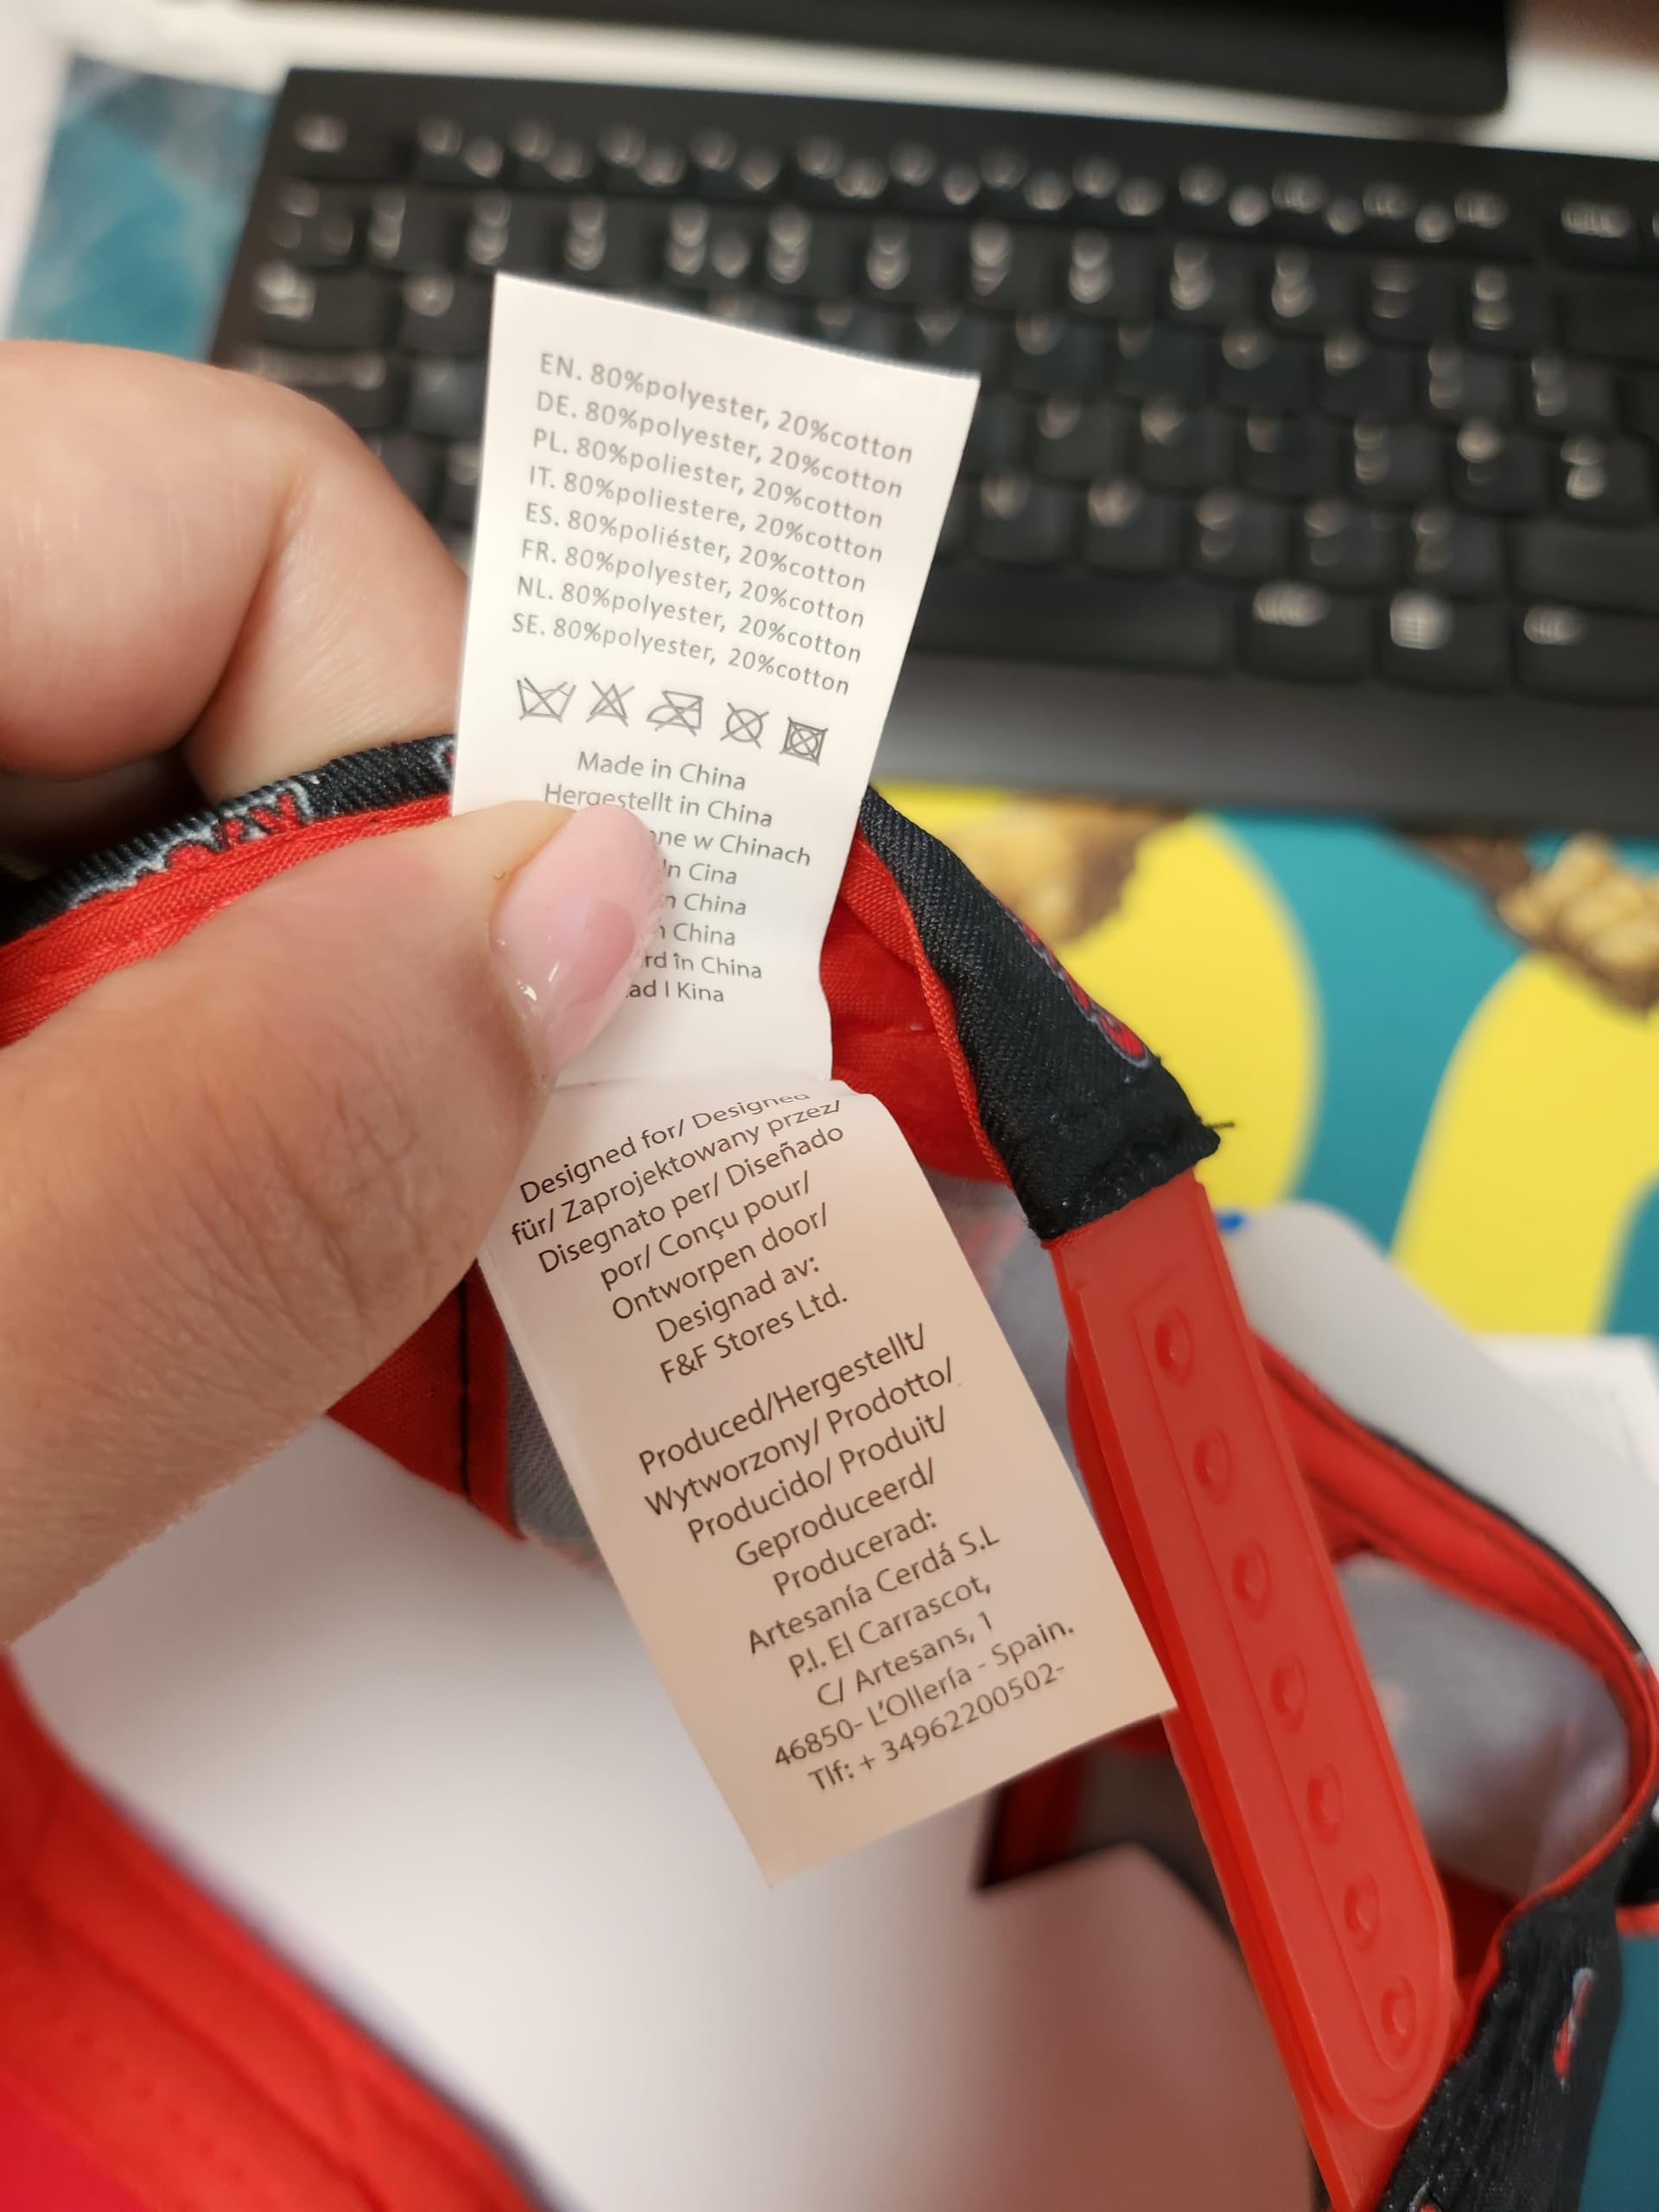 EN. 80%polyester, 20%cotton
DE. 80%polyester, 20%cotton
PL. 80%poliester, 20%cotton
IT. 80%poliestere, 20%cotton
ES. 80%poliéster, 20%cotton
FR. 80%polyester, 20%cotton
NL. 80%polyester, 20%cotton
SE. 80%polyester, 20%cotton
Made in China
Hergestellt in China
w Chinach
In Cina
China
China
în China
I Kina
Designed for/ Designed
für/ Zaprojektowany przez/
Disegnato per/ Diseñado
por/ Conçu pour/
Ontworpen door/
Designad av:
F&F Stores Ltd.
Produced/Hergestellt/
Wytworzony/ Prodotto/
Producido/ Produit/
Geproduceerd/
Producerad:
Artesanía Cerdá S.L
P.I. El Carrascot,
C/ Artesans, 1
46850- L'Ollería - Spain.
Tlf: + 34962200502-